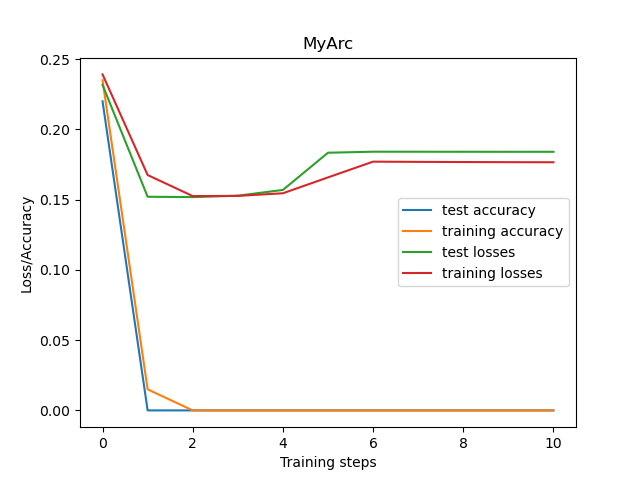 MyArc
Loss/Accuracy
0.25
0.20
0.15
0.10
0.05
0.00
test accuracy
training accuracy
test losses
training losses
0 2 4 6 8 10
Training steps